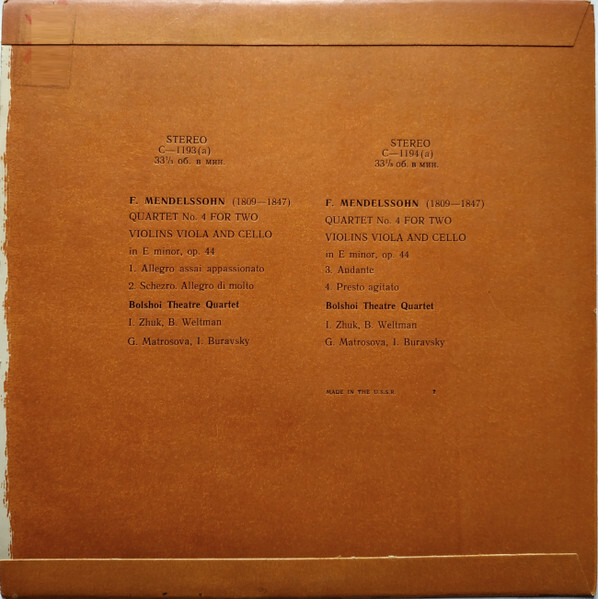 STEREO
C—1193(a)
33⅓ об. в мин.
F. MENDELSSOHN (1809—1847)
QUARTET No. 4 FOR TWO
VIOLINS VIOLA AND CELLO
in E minor, op. 44
1. Allegro assai appassionato
2. Schezro. Allegro di molto
Bolshoi Theatre Quartet
I. Zhuk, B. Weltman
G. Matrosova, I. Buravsky
STEREO
C—1194(a)
33⅓ об. в мин.
F. MENDELSSOHN (1809—1847)
QUARTET No. 4 FOR TWO
VIOLINS VIOLA AND CELLO
in E minor, op. 44
3. Andante
4. Presto agitato
Bolshoi Theatre Quartet
I. Zhuk, B. Weltman
G. Matrosova, I. Buravsky
MADE IN THE U.S.S.R.